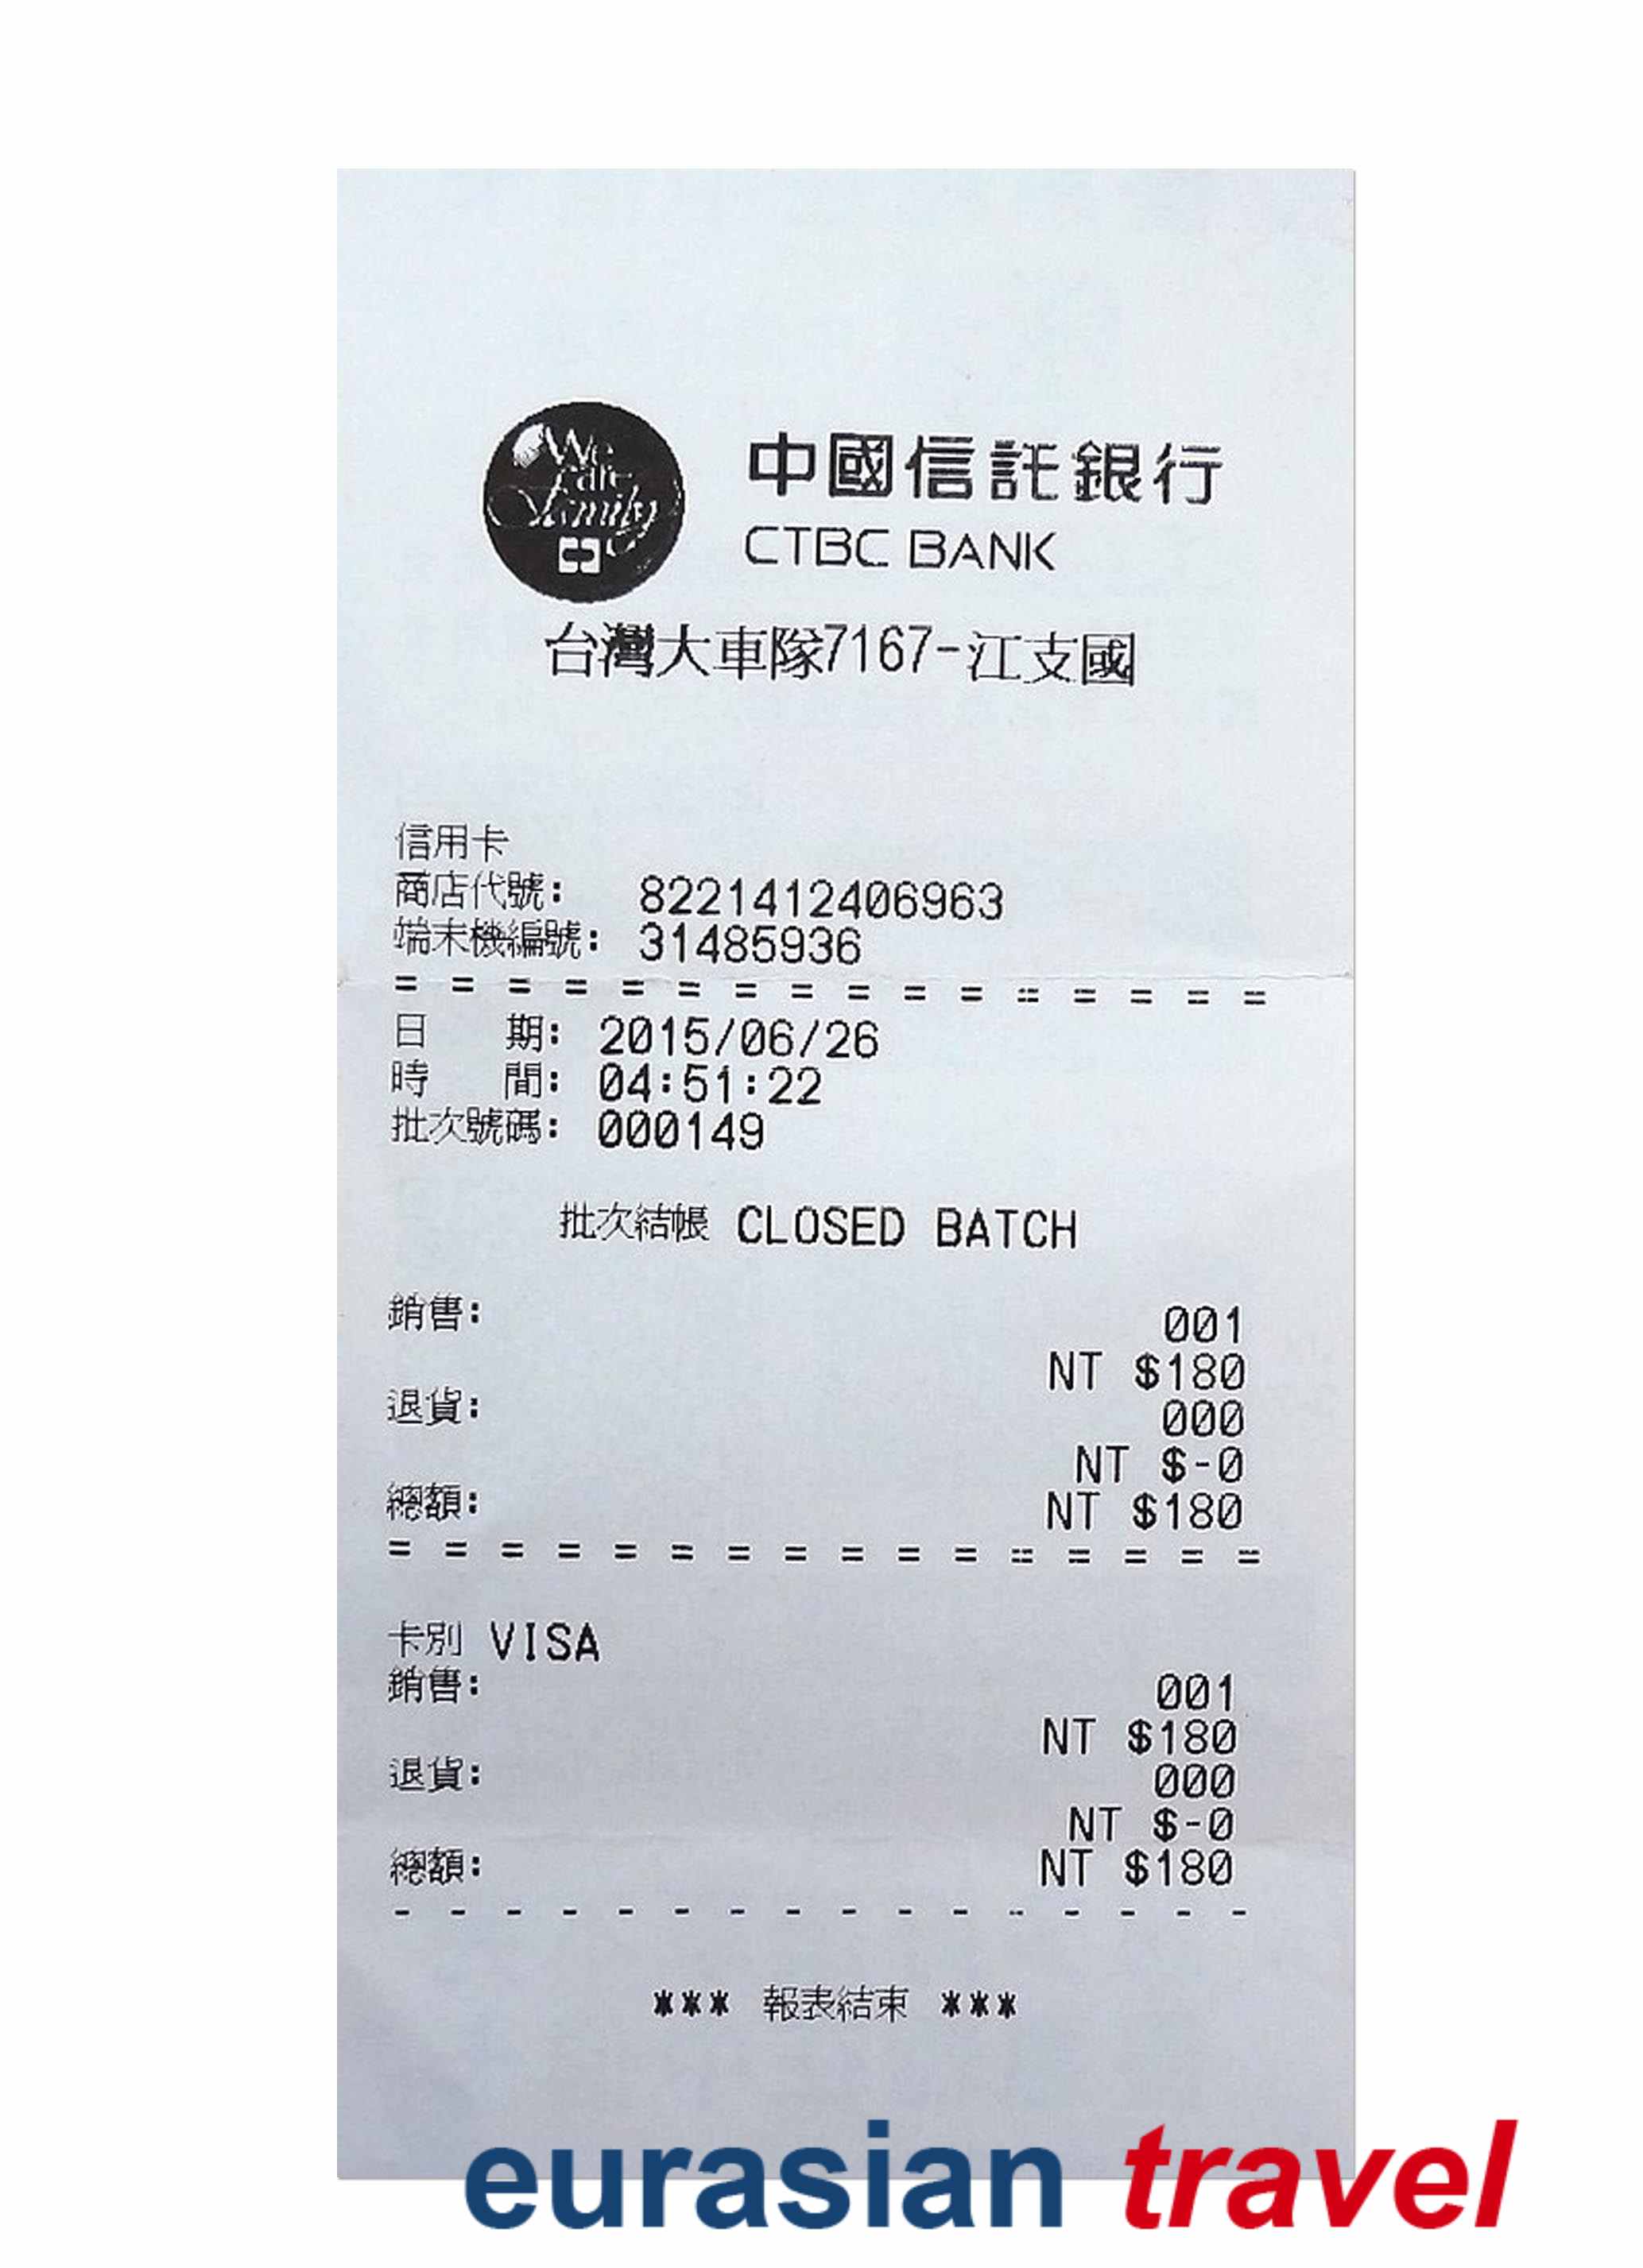 We
are
family
中國信託銀行
CTBC BANK
台灣大車隊7167-江支國
信用卡
商店代號: 8221412406963
端末機編號: 31485936
= = = = = = = = = = = = = = = =
日 期: 2015/06/26
時 間: 04:51:22
批次號碼: 000149
批次結帳 CLOSED BATCH
銷售: 001
NT $180
退貨: 000
NT $-0
總額: NT $180
= = = = = = = = = = = = = = = =
卡別 VISA
銷售: 001
NT $180
退貨: 000
NT $-0
總額: NT $180
- - - - - - - - - - - - - - - -
*** 報表結束 ***
eurasian travel